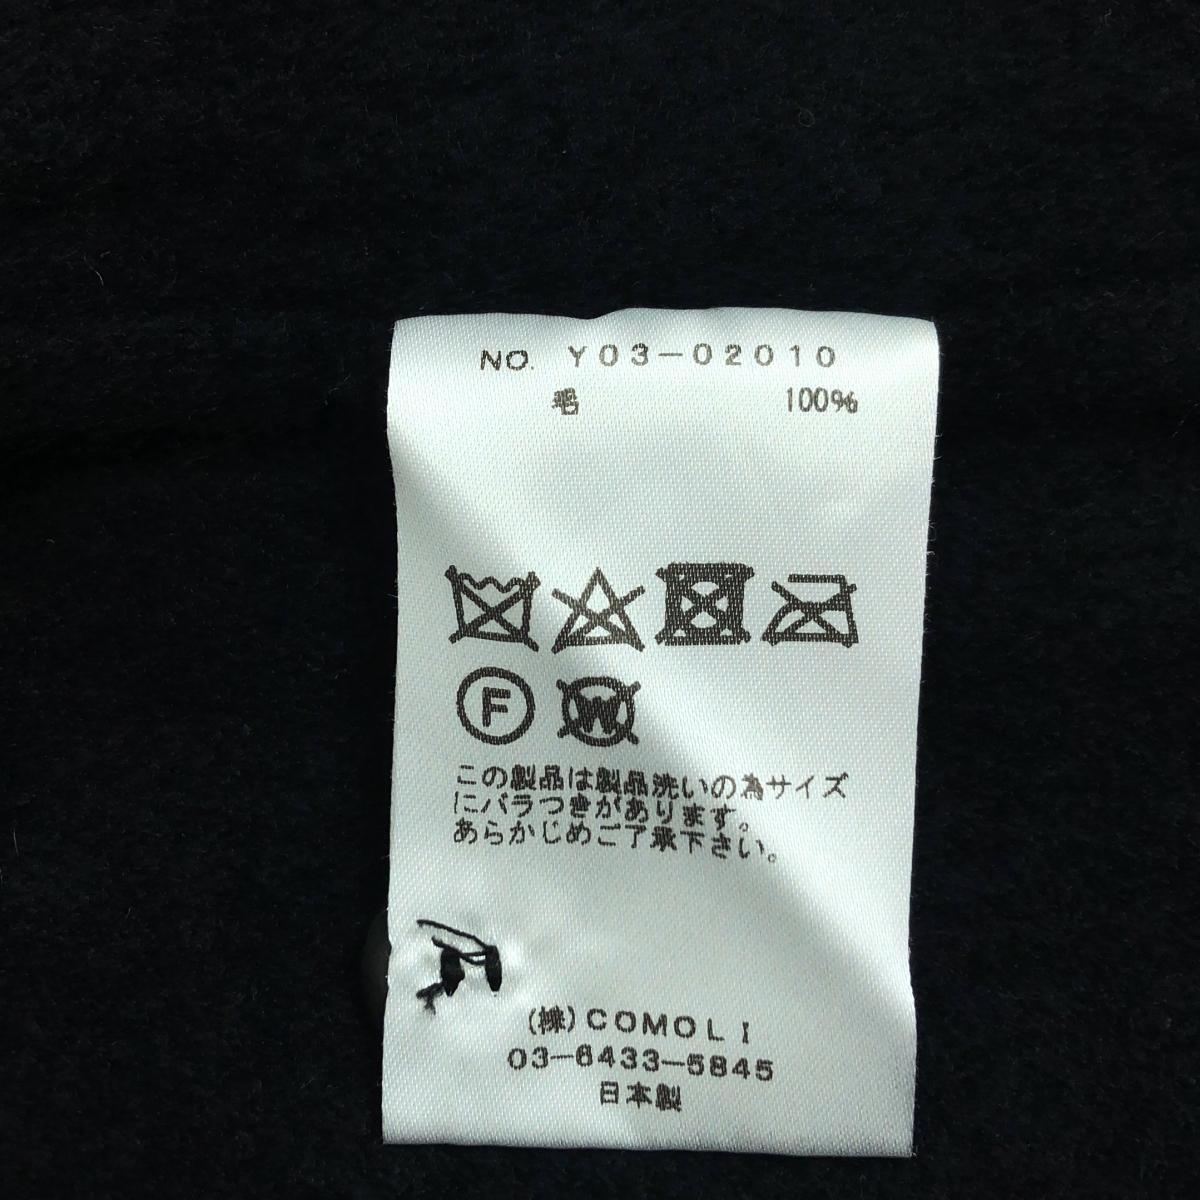 NO. Y03-02010
毛 100%
F W
この製品は製品洗いの為サイズ
にバラつきがあります。
あらかじめご了承下さい。
(株)COMOLI
03-6433-5845
日本製